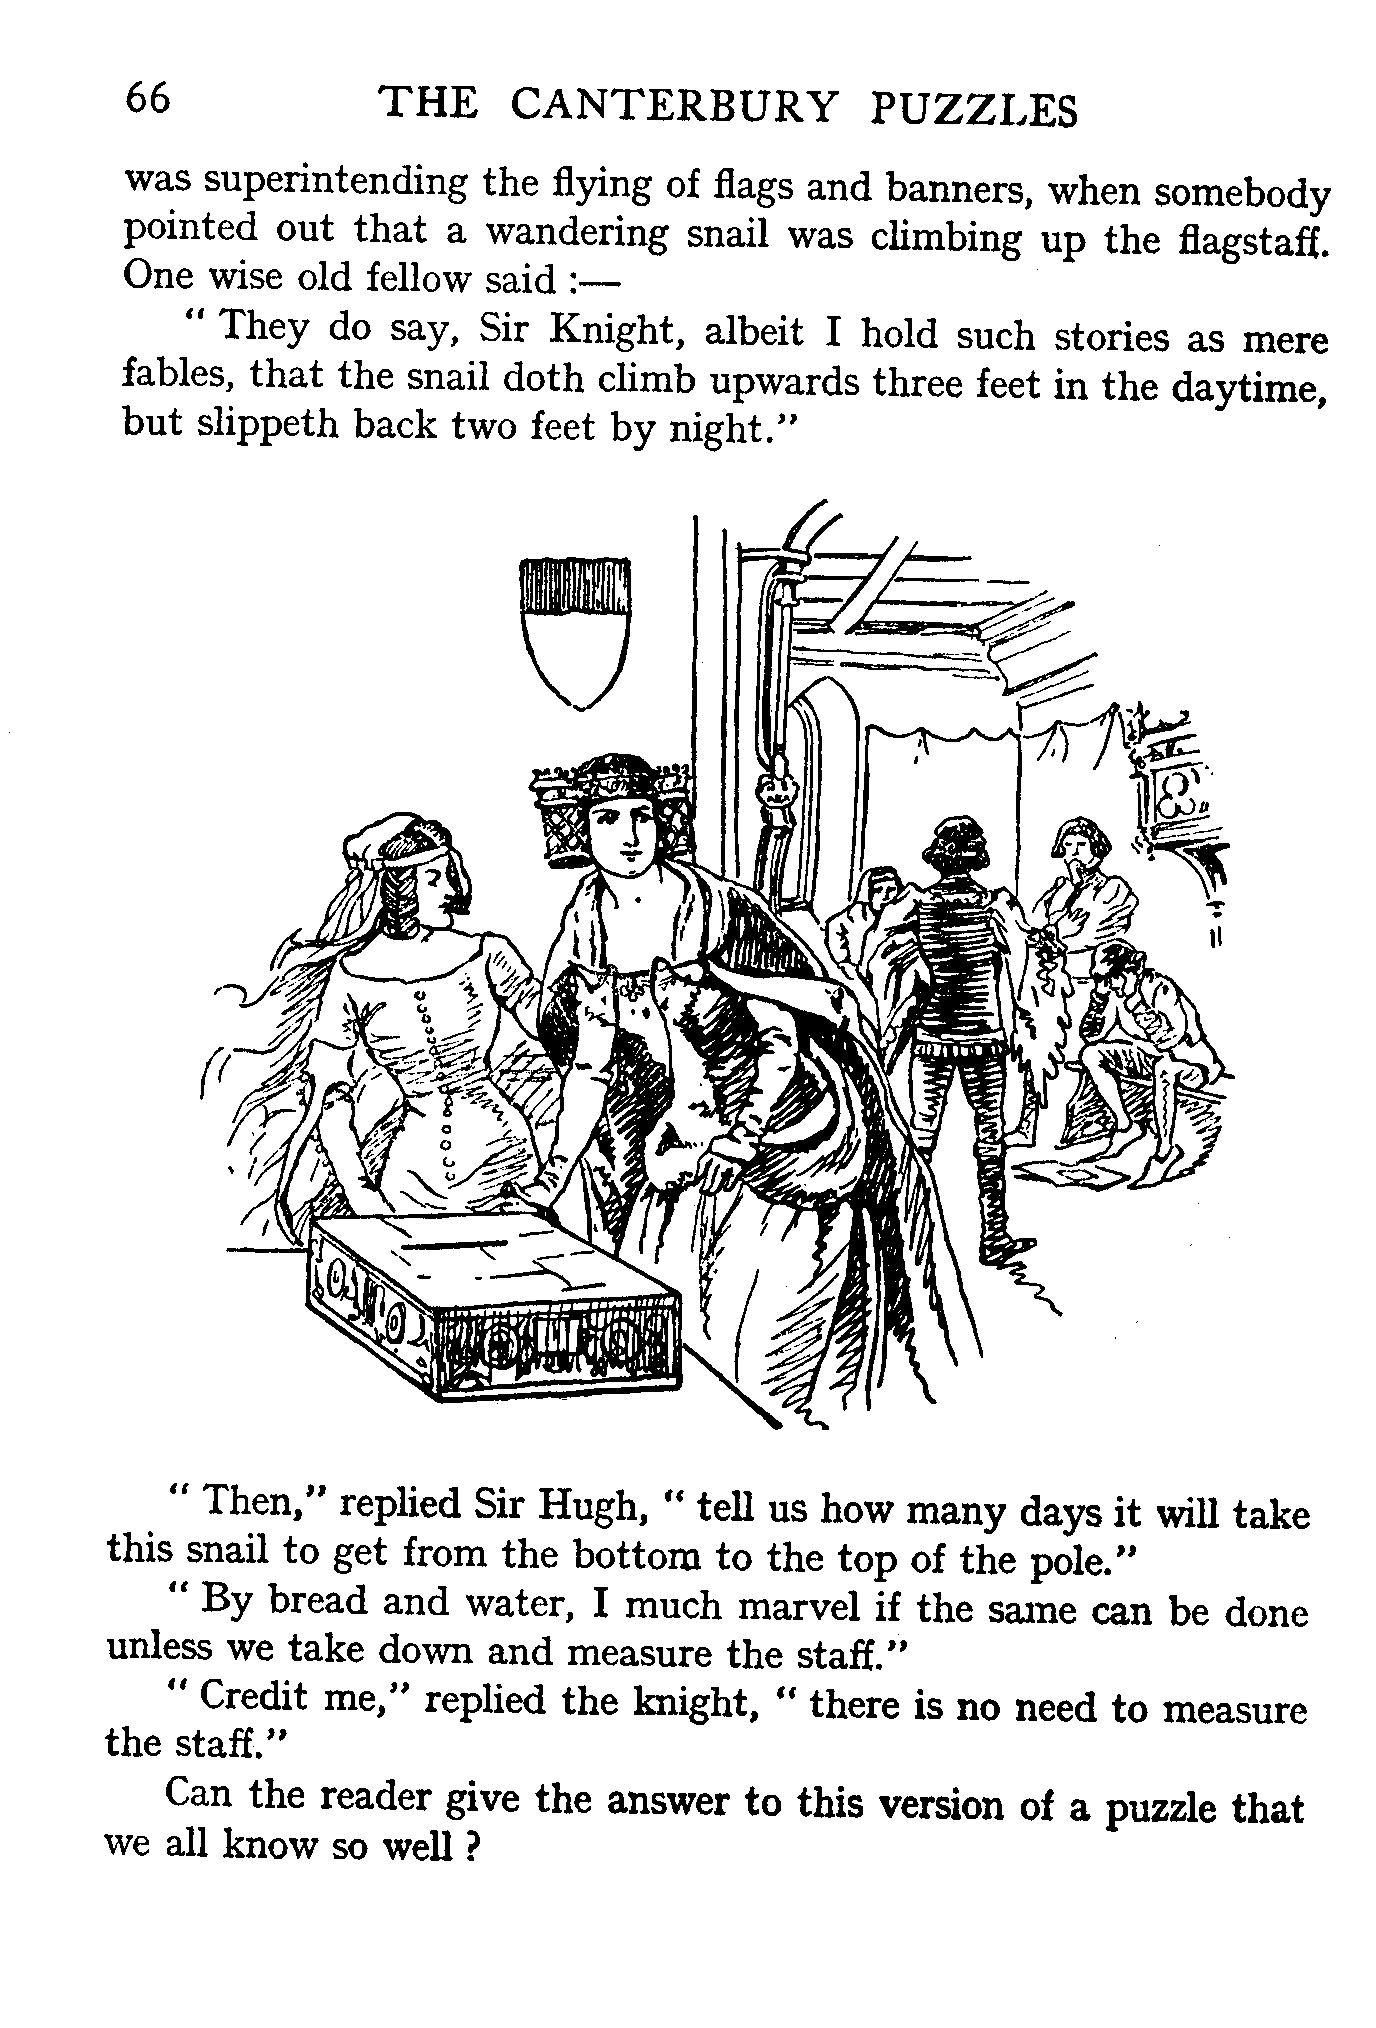 66 THE CANTERBURY PUZZLES
was superintending the flying of flags and banners, when somebody
pointed out that a wandering snail was climbing up the flagstaff.
One wise old fellow said :—
“ They do say, Sir Knight, albeit I hold such stories as mere
fables, that the snail doth climb upwards three feet in the daytime,
but slippeth back two feet by night.”
“ Then,” replied Sir Hugh, “ tell us how many days it will take
this snail to get from the bottom to the top of the pole.”
“ By bread and water, I much marvel if the same can be done
unless we take down and measure the staff.”
“ Credit me,” replied the knight, “ there is no need to measure
the staff.”
Can the reader give the answer to this version of a puzzle that
we all know so well ?